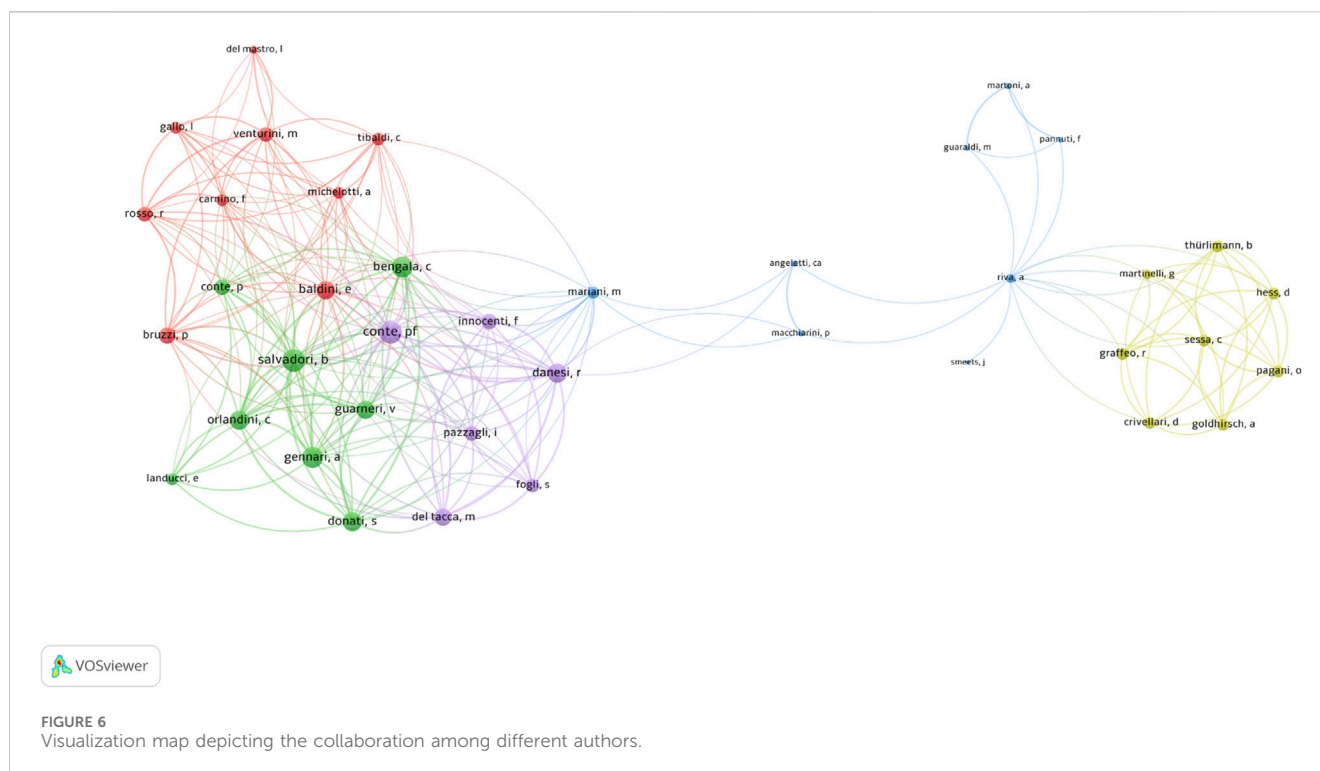 del mastro, l
martoni, a
gallo, l
venturini, m
tibaldi, c
pannuti, f
guaraldi, m
michelotti, a
carnino, f
rosso, r
thürlimann, b
bengala, c
angeletti, ca
martinelli, g
riva, a
conte, p
baldini, e
mariani, m
hess, d
innocenti, f
conte, pf
bruzzi, p
macchiarini, p
sessa, c
graffeo, r
salvadori, b
smeets, j
danesi, r
pagani, o
guarneri, v
orlandini, c
crivellari, d
goldhirsch, a
pazzagli, i
gennari, a
landucci, e
fogli, s
del tacca, m
donati, s
VOSviewer
FIGURE 6
Visualization map depicting the collaboration among different authors.